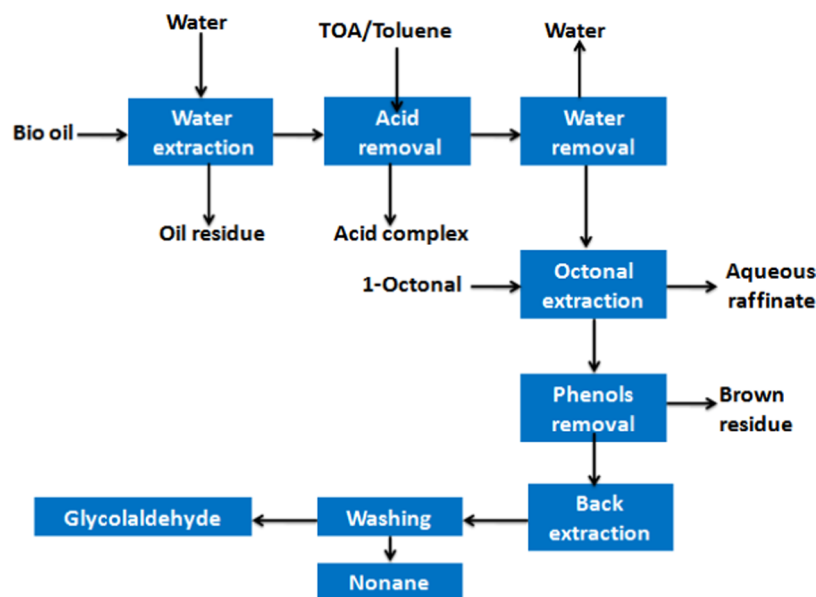 Water
TOA/Toluene
Water
Bio oil
Water
extraction
Acid
removal
Water
removal
Oil residue
Acid complex
1-Octonal
Octonal
extraction
Aqueous
raffinate
Phenols
removal
Brown
residue
Glycolaldehyde
Washing
Back
extraction
Nonane